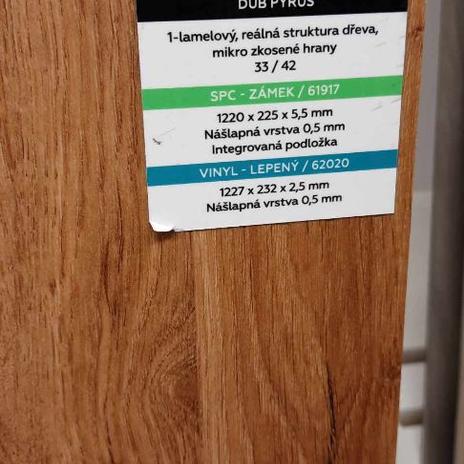 DUB PYRUS
1-lamelový, reálná struktura dřeva,
mikro zkosené hrany
33 / 42
SPC - ZÁMEK / 61917
1220 x 225 x 5,5 mm
Nášlapná vrstva 0,5 mm
Integrovaná podložka
VINYL - LEPENÝ / 62020
1227 x 232 x 2,5 mm
Nášlapná vrstva 0,5 mm